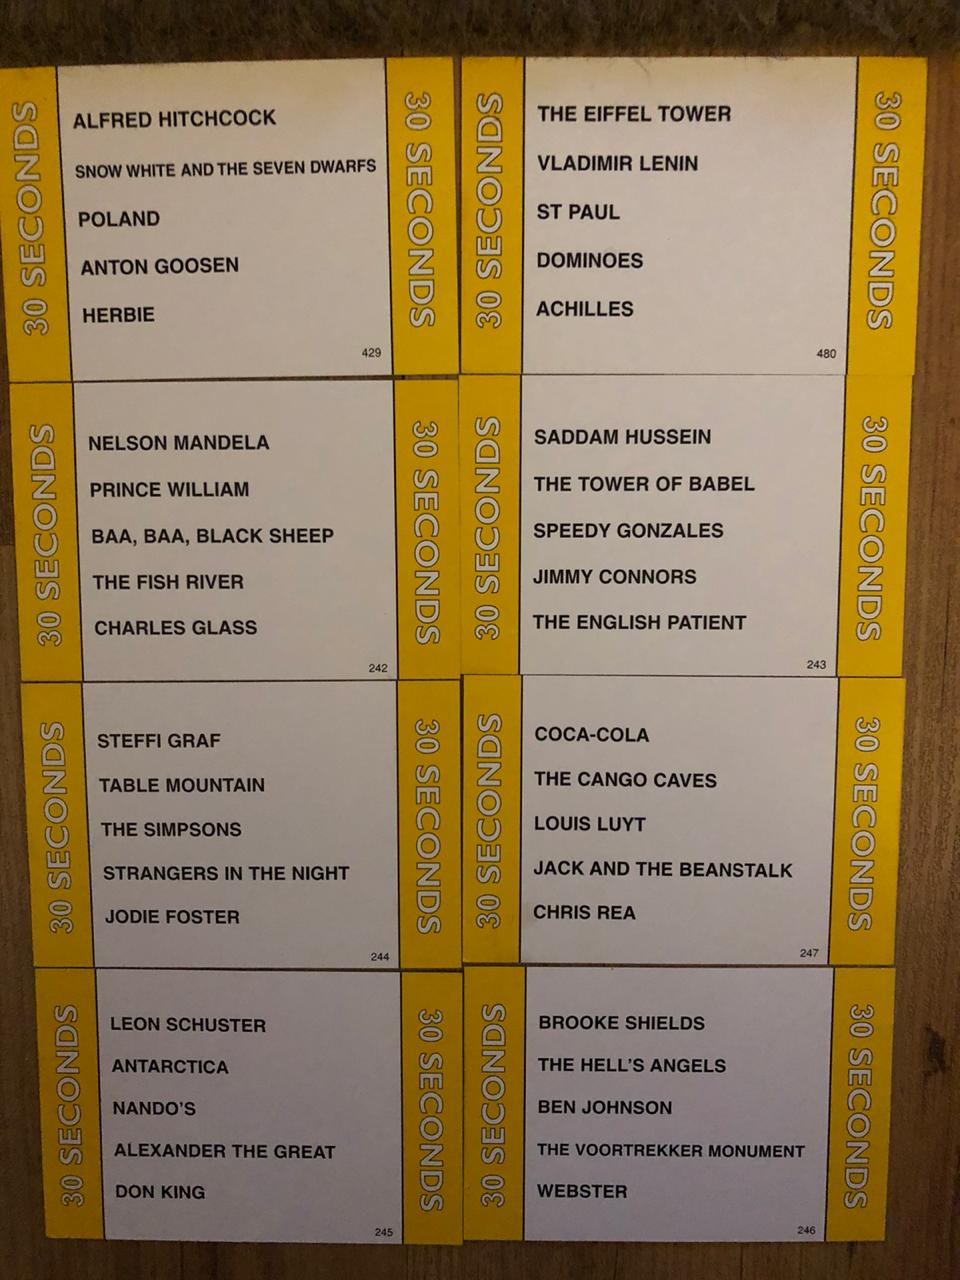 30 SECONDS
ALFRED HITCHCOCK
SNOW WHITE AND THE SEVEN DWARFS
POLAND
ANTON GOOSEN
HERBIE
429
30 SECONDS
30 SECONDS
THE EIFFEL TOWER
VLADIMIR LENIN
ST PAUL
DOMINOES
ACHILLES
480
30 SECONDS
30 SECONDS
NELSON MANDELA
PRINCE WILLIAM
BAA, BAA, BLACK SHEEP
THE FISH RIVER
CHARLES GLASS
242
30 SECONDS
30 SECONDS
SADDAM HUSSEIN
THE TOWER OF BABEL
SPEEDY GONZALES
JIMMY CONNORS
THE ENGLISH PATIENT
243
30 SECONDS
30 SECONDS
STEFFI GRAF
TABLE MOUNTAIN
THE SIMPSONS
STRANGERS IN THE NIGHT
JODIE FOSTER
244
30 SECONDS
30 SECONDS
COCA-COLA
THE CANGO CAVES
LOUIS LUYT
JACK AND THE BEANSTALK
CHRIS REA
247
30 SECONDS
30 SECONDS
LEON SCHUSTER
ANTARCTICA
NANDO'S
ALEXANDER THE GREAT
DON KING
245
30 SECONDS
30 SECONDS
BROOKE SHIELDS
THE HELL'S ANGELS
BEN JOHNSON
THE VOORTREKKER MONUMENT
WEBSTER
246
30 SECONDS